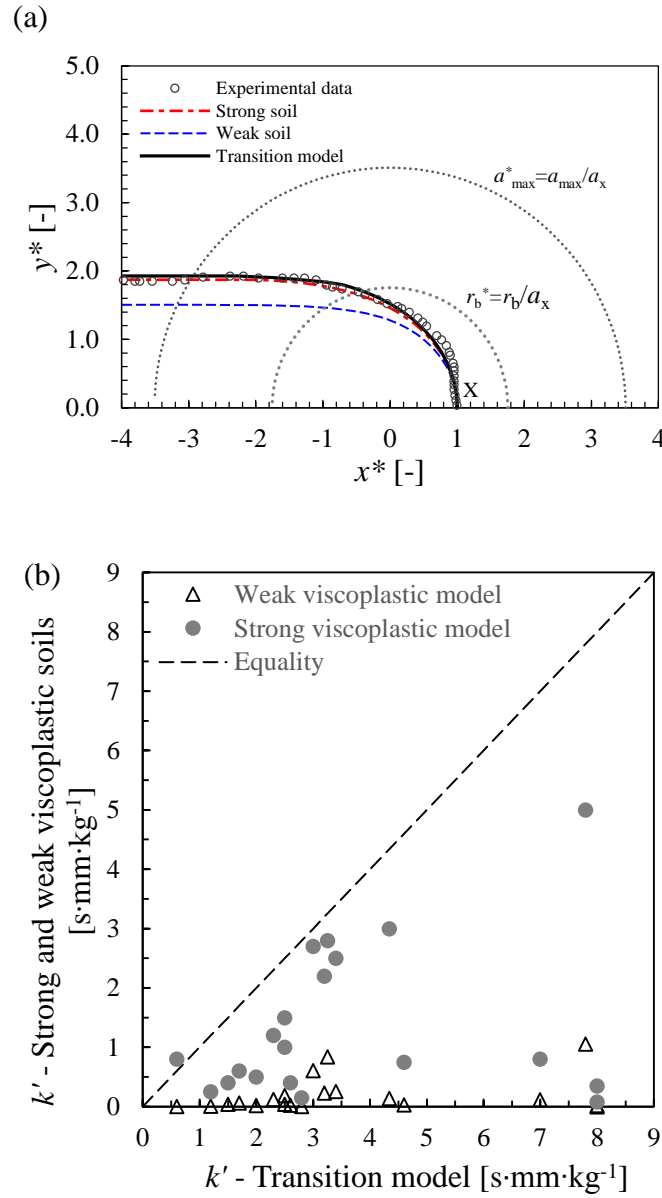 (a)
5.0
4.0
3.0
2.0
1.0
0.0
y* [-]
Experimental data
Strong soil
Weak soil
Transition model
a*max=amax/ax
rb*=rb/ax
X
-4 -3 -2 -1 0 1 2 3 4
x* [-]
(b)
9
8
7
6
5
4
3
2
1
0
k' - Strong and weak viscoplastic soils
[s·mm·kg-1]
Weak viscoplastic model
Strong viscoplastic model
Equality
0 1 2 3 4 5 6 7 8 9
k' - Transition model [s·mm·kg-1]